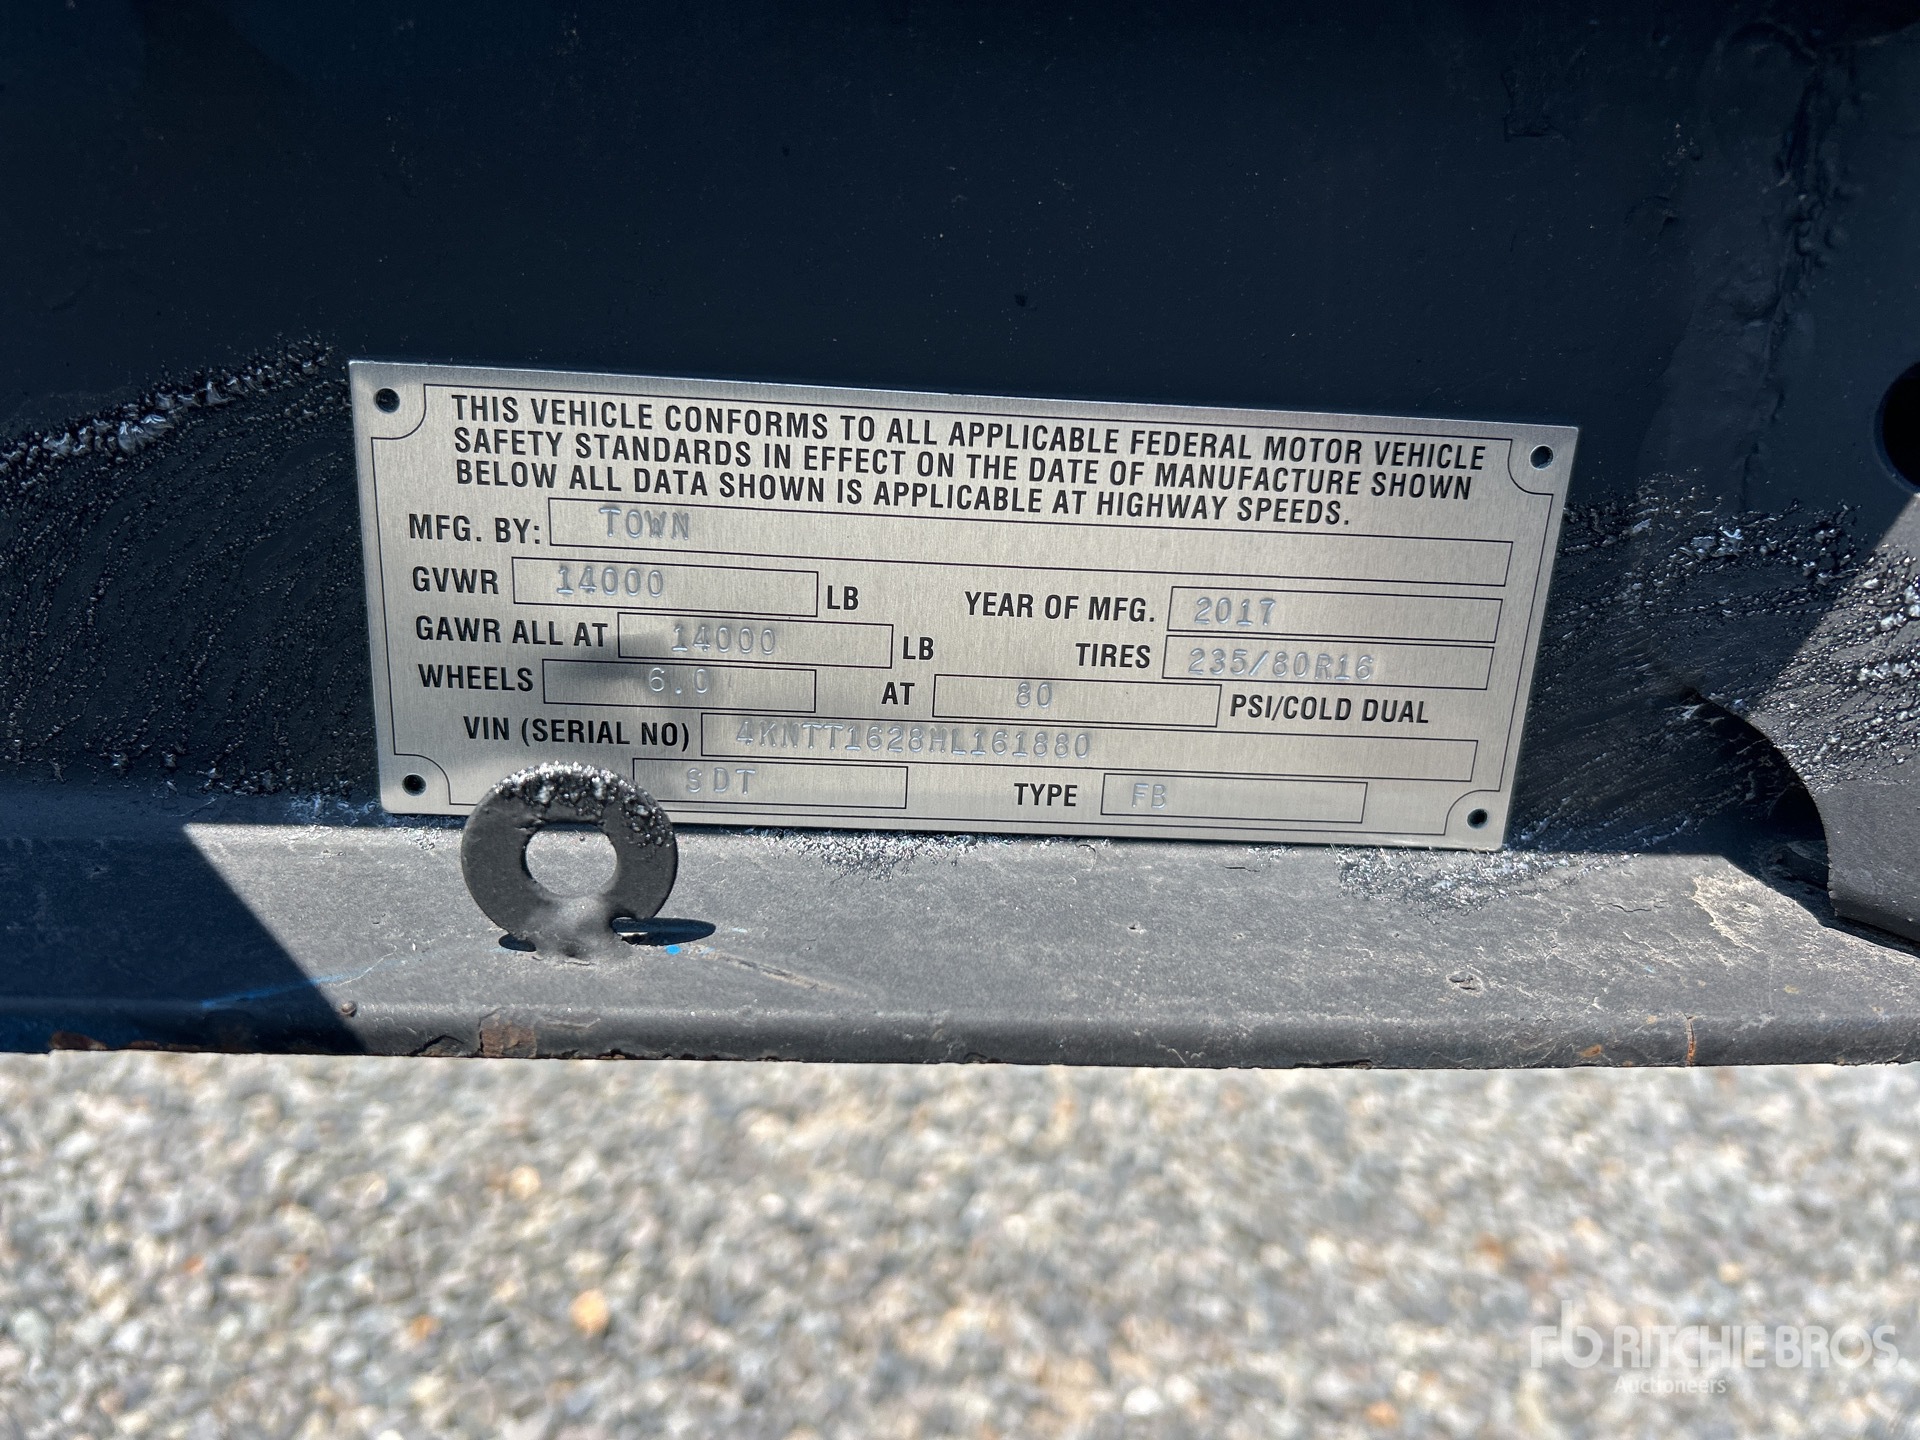 THIS VEHICLE CONFORMS TO ALL APPLICABLE FEDERAL MOTOR VEHICLE
SAFETY STANDARDS IN EFFECT ON THE DATE OF MANUFACTURE SHOWN
BELOW ALL DATA SHOWN IS APPLICABLE AT HIGHWAY SPEEDS.
MFG. BY: TOWN
GVWR 14000 LB YEAR OF MFG. 2017
GAWR ALL AT 14000 LB TIRES 235/80R16
WHEELS 6.0 AT 80 PSI/COLD DUAL
VIN (SERIAL NO) 4KNTT1628HL161880
SDT TYPE FB
rb RITCHIE BROS.
Auctioneers